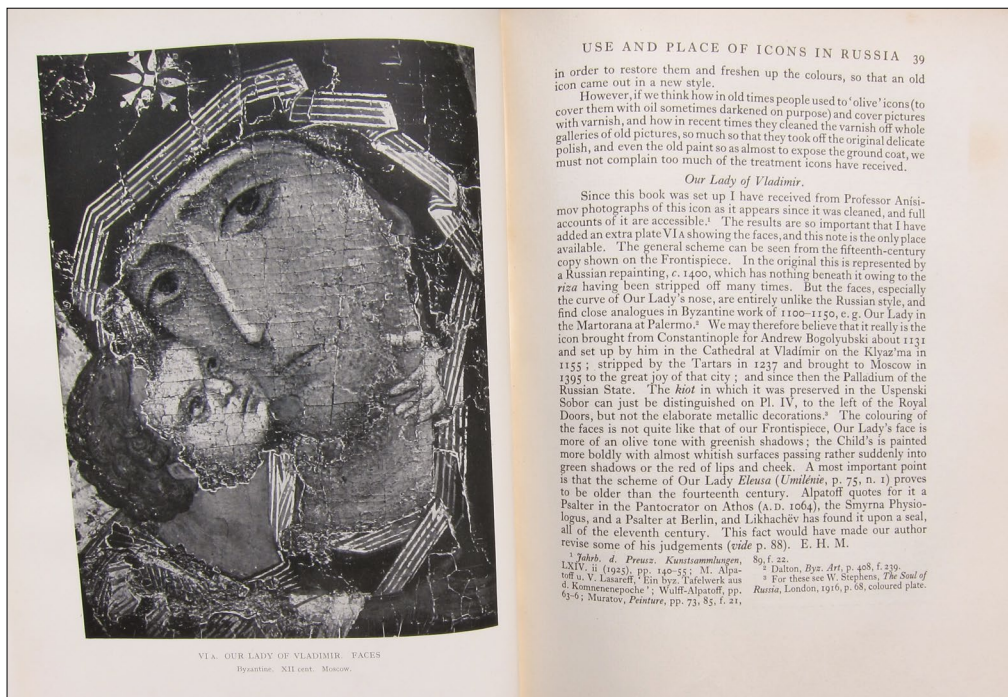 VI A. OUR LADY OF VLADIMIR. FACES
Byzantine. XII cent. Moscow.
USE AND PLACE OF ICONS IN RUSSIA 39
in order to restore them and freshen up the colours, so that an old
icon came out in a new style.
However, if we think how in old times people used to ‘olive’ icons (to
cover them with oil sometimes darkened on purpose) and cover pictures
with varnish, and how in recent times they cleaned the varnish off whole
galleries of old pictures, so much so that they took off the original delicate
polish, and even the old paint so as almost to expose the ground coat, we
must not complain too much of the treatment icons have received.
Our Lady of Vladimir.
Since this book was set up I have received from Professor Anísi-
mov photographs of this icon as it appears since it was cleaned, and full
accounts of it are accessible.¹ The results are so important that I have
added an extra plate VI A showing the faces, and this note is the only place
available. The general scheme can be seen from the fifteenth-century
copy shown on the Frontispiece. In the original this is represented by
a Russian repainting, c. 1400, which has nothing beneath it owing to the
riza having been stripped off many times. But the faces, especially
the curve of Our Lady's nose, are entirely unlike the Russian style, and
find close analogues in Byzantine work of 1100–1150, e. g. Our Lady in
the Martorana at Palermo.² We may therefore believe that it really is the
icon brought from Constantinople for Andrew Bogolyubski about 1131
and set up by him in the Cathedral at Vladímir on the Klyaz'ma in
1155 ; stripped by the Tartars in 1237 and brought to Moscow in
1395 to the great joy of that city ; and since then the Palladium of the
Russian State. The kiot in which it was preserved in the Uspenski
Sobor can just be distinguished on Pl. IV, to the left of the Royal
Doors, but not the elaborate metallic decorations.³ The colouring of
the faces is not quite like that of our Frontispiece, Our Lady's face is
more of an olive tone with greenish shadows ; the Child's is painted
more boldly with almost whitish surfaces passing rather suddenly into
green shadows or the red of lips and cheek. A most important point
is that the scheme of Our Lady Eleusa (Umilénie, p. 75, n. 1) proves
to be older than the fourteenth century. Alpatoff quotes for it a
Psalter in the Pantocrator on Athos (A.D. 1064), the Smyrna Physio-
logus, and a Psalter at Berlin, and Likhachëv has found it upon a seal,
all of the eleventh century. This fact would have made our author
revise some of his judgements (vide p. 88). E. H. M.
¹ Jahrb. d. Preusz. Kunstsammlungen,
LXIV. ii (1925), pp. 140–55 ; M. Alpa-
toff u. V. Lasareff, ‘Ein byz. Tafelwerk aus
d. Komnenenepoche’ ; Wulff-Alpatoff, pp.
63–6 ; Muratov, Peinture, pp. 73, 85, f. 21,
89, f. 22.
² Dalton, Byz. Art, p. 408, f. 239.
³ For these see W. Stephens, The Soul of
Russia, London, 1916, p. 68, coloured plate.